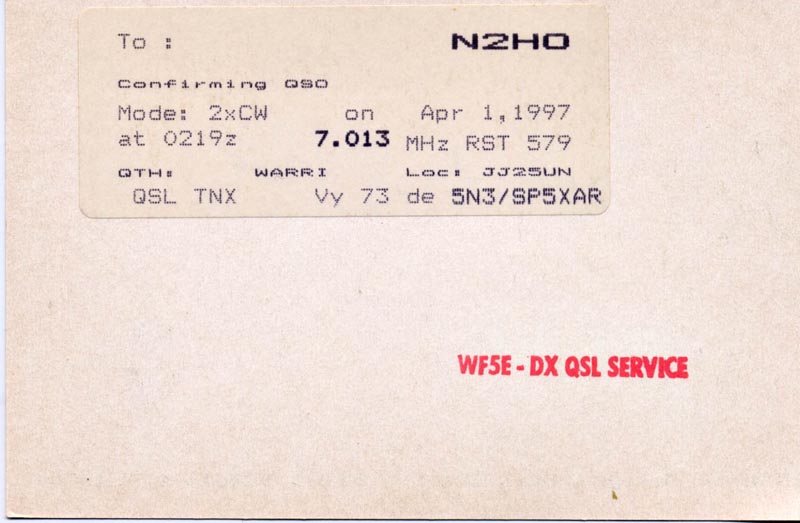 To : N2HO
Confirming QSO
Mode: 2xCW on Apr 1,1997
at 0219z 7.013 MHz RST 579
QTH: WARRI Loc: JJ25UN
QSL TNX Vy 73 de 5N3/SP5XAR
WF5E - DX QSL SERVICE